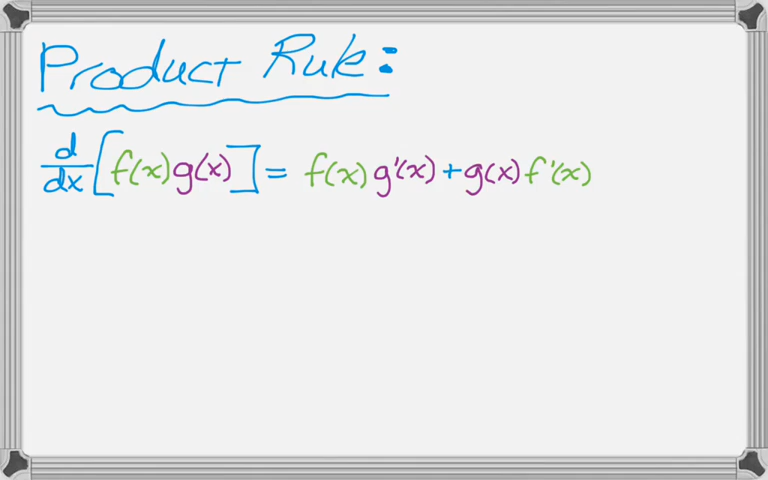 Product Rule:
d/dx [f(x)g(x)] = f(x)g'(x)+g(x)f'(x)